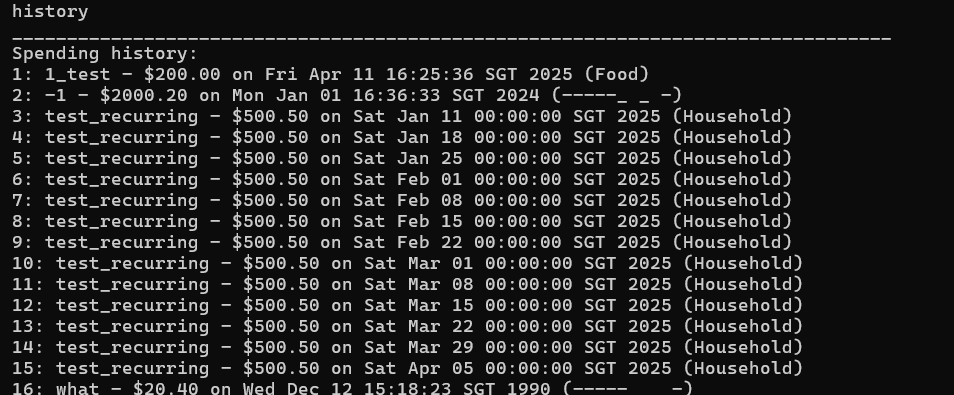 history
________________________________________________________________________________
Spending history:
1: 1_test - $200.00 on Fri Apr 11 16:25:36 SGT 2025 (Food)
2: -1 - $2000.20 on Mon Jan 01 16:36:33 SGT 2024 (-----_ _ -)
3: test_recurring - $500.50 on Sat Jan 11 00:00:00 SGT 2025 (Household)
4: test_recurring - $500.50 on Sat Jan 18 00:00:00 SGT 2025 (Household)
5: test_recurring - $500.50 on Sat Jan 25 00:00:00 SGT 2025 (Household)
6: test_recurring - $500.50 on Sat Feb 01 00:00:00 SGT 2025 (Household)
7: test_recurring - $500.50 on Sat Feb 08 00:00:00 SGT 2025 (Household)
8: test_recurring - $500.50 on Sat Feb 15 00:00:00 SGT 2025 (Household)
9: test_recurring - $500.50 on Sat Feb 22 00:00:00 SGT 2025 (Household)
10: test_recurring - $500.50 on Sat Mar 01 00:00:00 SGT 2025 (Household)
11: test_recurring - $500.50 on Sat Mar 08 00:00:00 SGT 2025 (Household)
12: test_recurring - $500.50 on Sat Mar 15 00:00:00 SGT 2025 (Household)
13: test_recurring - $500.50 on Sat Mar 22 00:00:00 SGT 2025 (Household)
14: test_recurring - $500.50 on Sat Mar 29 00:00:00 SGT 2025 (Household)
15: test_recurring - $500.50 on Sat Apr 05 00:00:00 SGT 2025 (Household)
16: what - $20.40 on Wed Dec 12 15:18:23 SGT 1990 (-----    -)